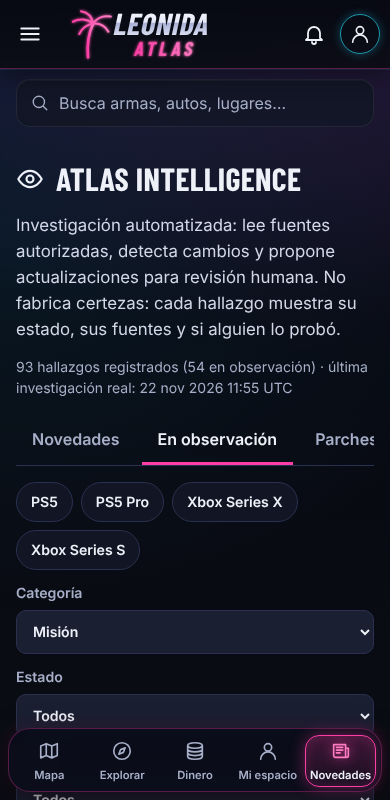 LEONIDA
ATLAS
Busca armas, autos, lugares...
ATLAS INTELLIGENCE
Investigación automatizada: lee fuentes
autorizadas, detecta cambios y propone
actualizaciones para revisión humana. No
fabrica certezas: cada hallazgo muestra su
estado, sus fuentes y si alguien lo probó.
93 hallazgos registrados (54 en observación) · última
investigación real: 22 nov 2026 11:55 UTC
Novedades En observación Parches
PS5 PS5 Pro Xbox Series X
Xbox Series S
Categoría
Misión
Estado
Todos
Mapa Explorar Dinero Mi espacio Novedades
Todos